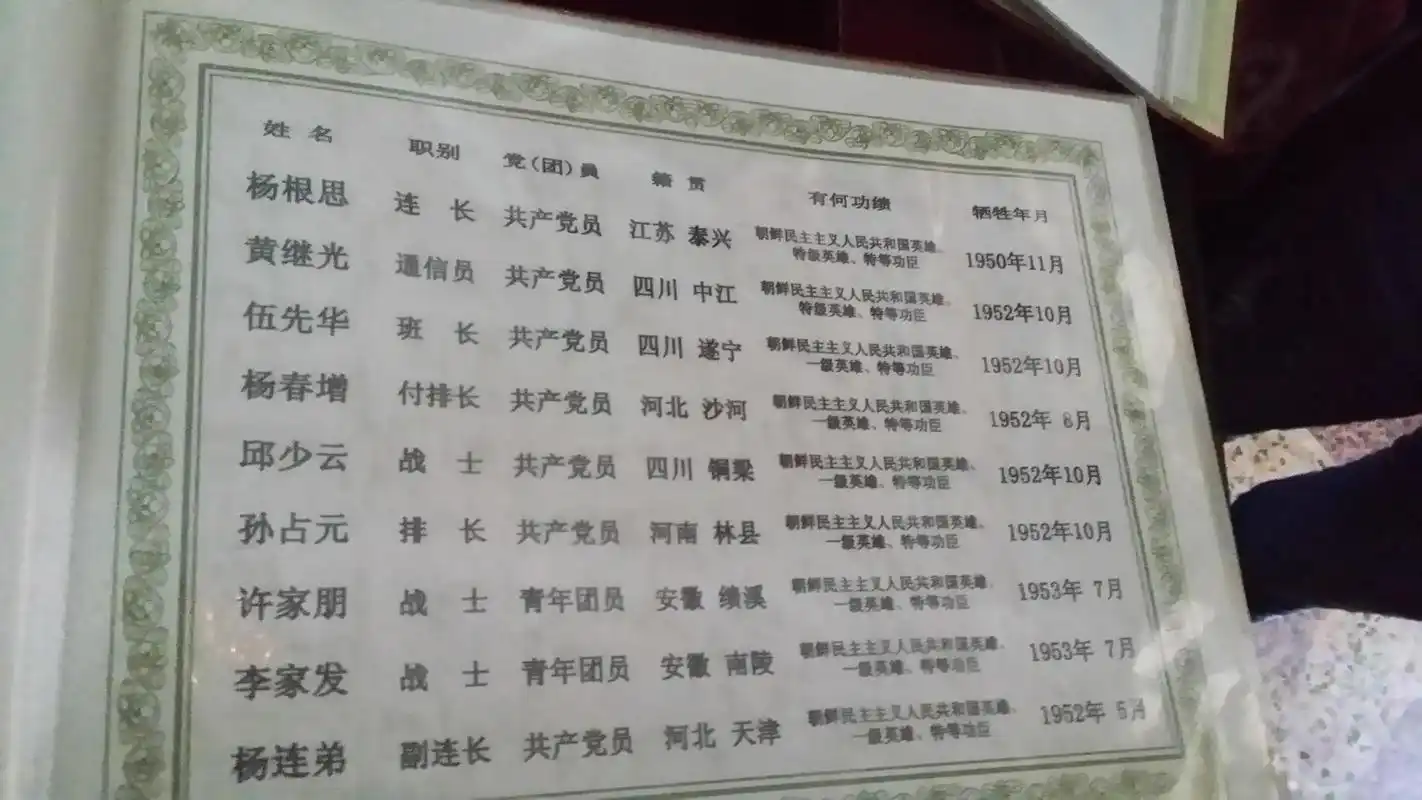 姓名 职别 党(团)员 籍贯 有何功绩 牺牲年月
杨根思 连长 共产党员 江苏 泰兴 朝鲜民主主义人民共和国英雄、
特级英雄、特等功臣 1950年11月
黄继光 通信员 共产党员 四川 中江 朝鲜民主主义人民共和国英雄、
特级英雄、特等功臣 1952年10月
伍先华 班长 共产党员 四川 遂宁 朝鲜民主主义人民共和国英雄、
一级英雄、特等功臣 1952年10月
杨春增 付排长 共产党员 河北 沙河 朝鲜民主主义人民共和国英雄、
一级英雄、特等功臣 1952年 8月
邱少云 战士 共产党员 四川 铜梁 朝鲜民主主义人民共和国英雄、
一级英雄、特等功臣 1952年10月
孙占元 排长 共产党员 河南 林县 朝鲜民主主义人民共和国英雄、
一级英雄、特等功臣 1952年10月
许家朋 战士 青年团员 安徽 绩溪 朝鲜民主主义人民共和国英雄、
一级英雄、特等功臣 1953年 7月
李家发 战士 青年团员 安徽 南陵 朝鲜民主主义人民共和国英雄、
一级英雄、特等功臣 1953年 7月
杨连弟 副连长 共产党员 河北 天津 朝鲜民主主义人民共和国英雄、
一级英雄、特等功臣 1952年 5月